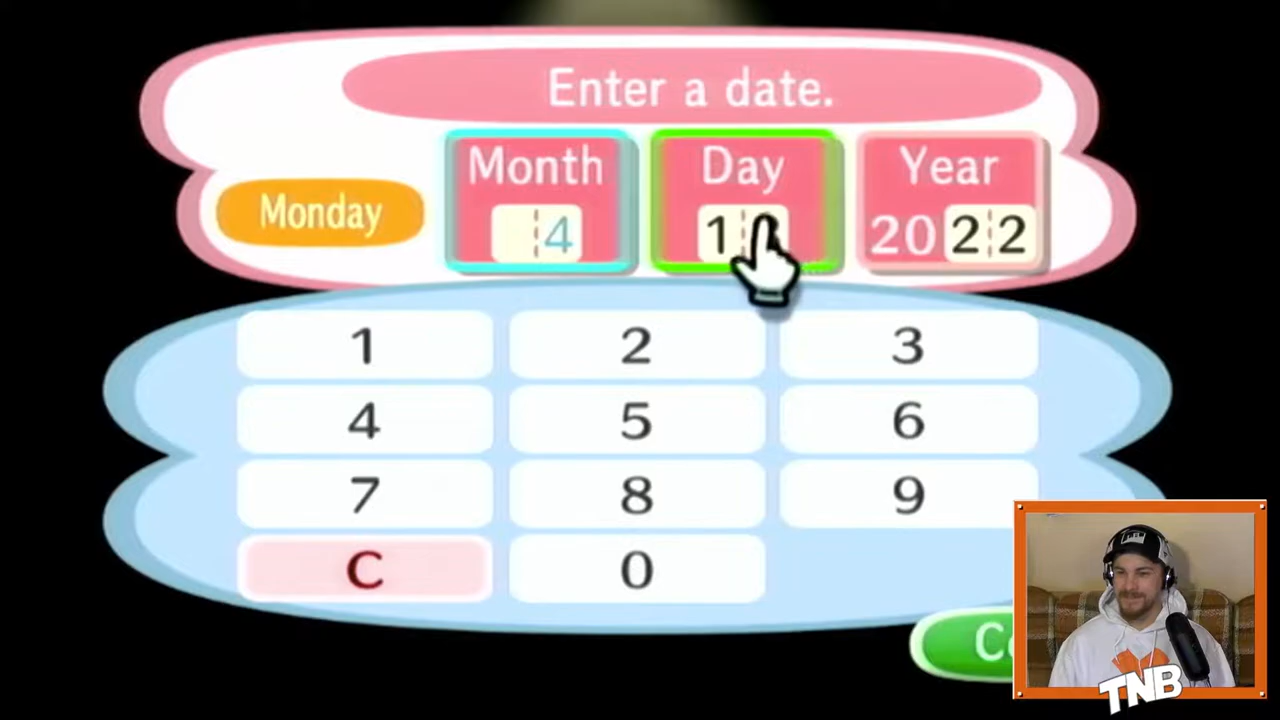 Enter a date.
Monday
Month
4
Day
1
Year
2022
1 2 3
4 5 6
7 8 9
C 0
TNB